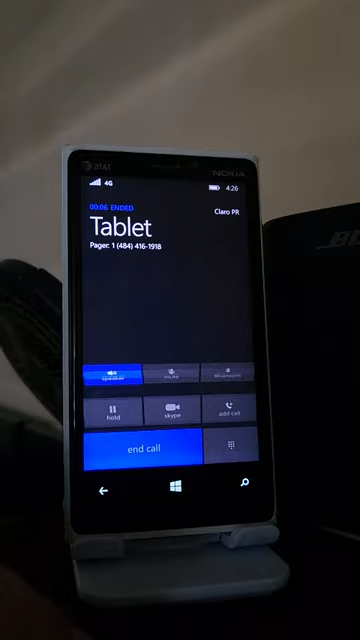 at&t
NOKIA
4G
4:26
00:06 ENDED
Claro PR
Tablet
Pager: 1 (484) 416-1918
speaker
mute
Bluetooth
hold
skype
add call
end call